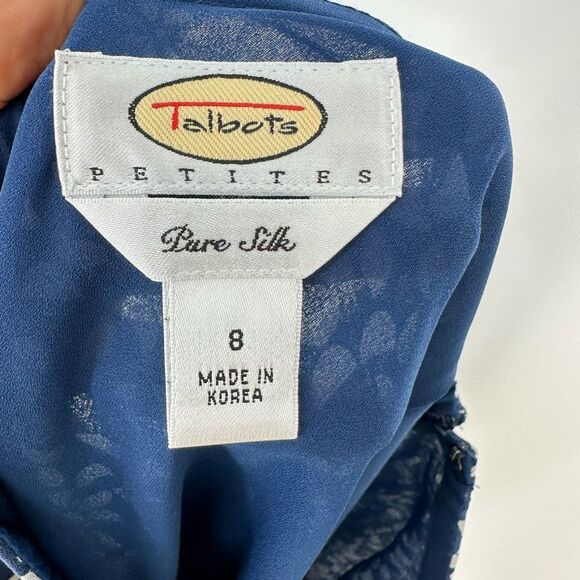 Talbots
PETITES
Pure Silk
8
MADE IN
KOREA